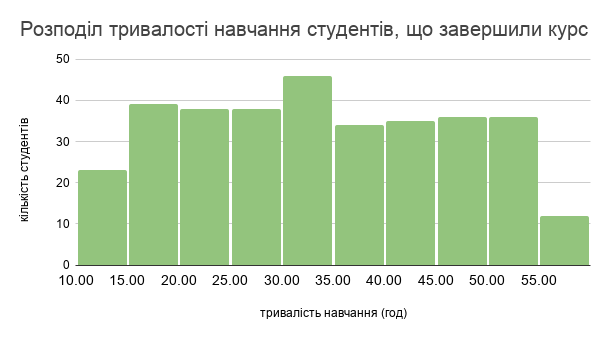 Розподіл тривалості навчання студентів, що завершили курс
50
40
30
20
10
0
кількість студентів
10.00 15.00 20.00 25.00 30.00 35.00 40.00 45.00 50.00 55.00
тривалість навчання (год)